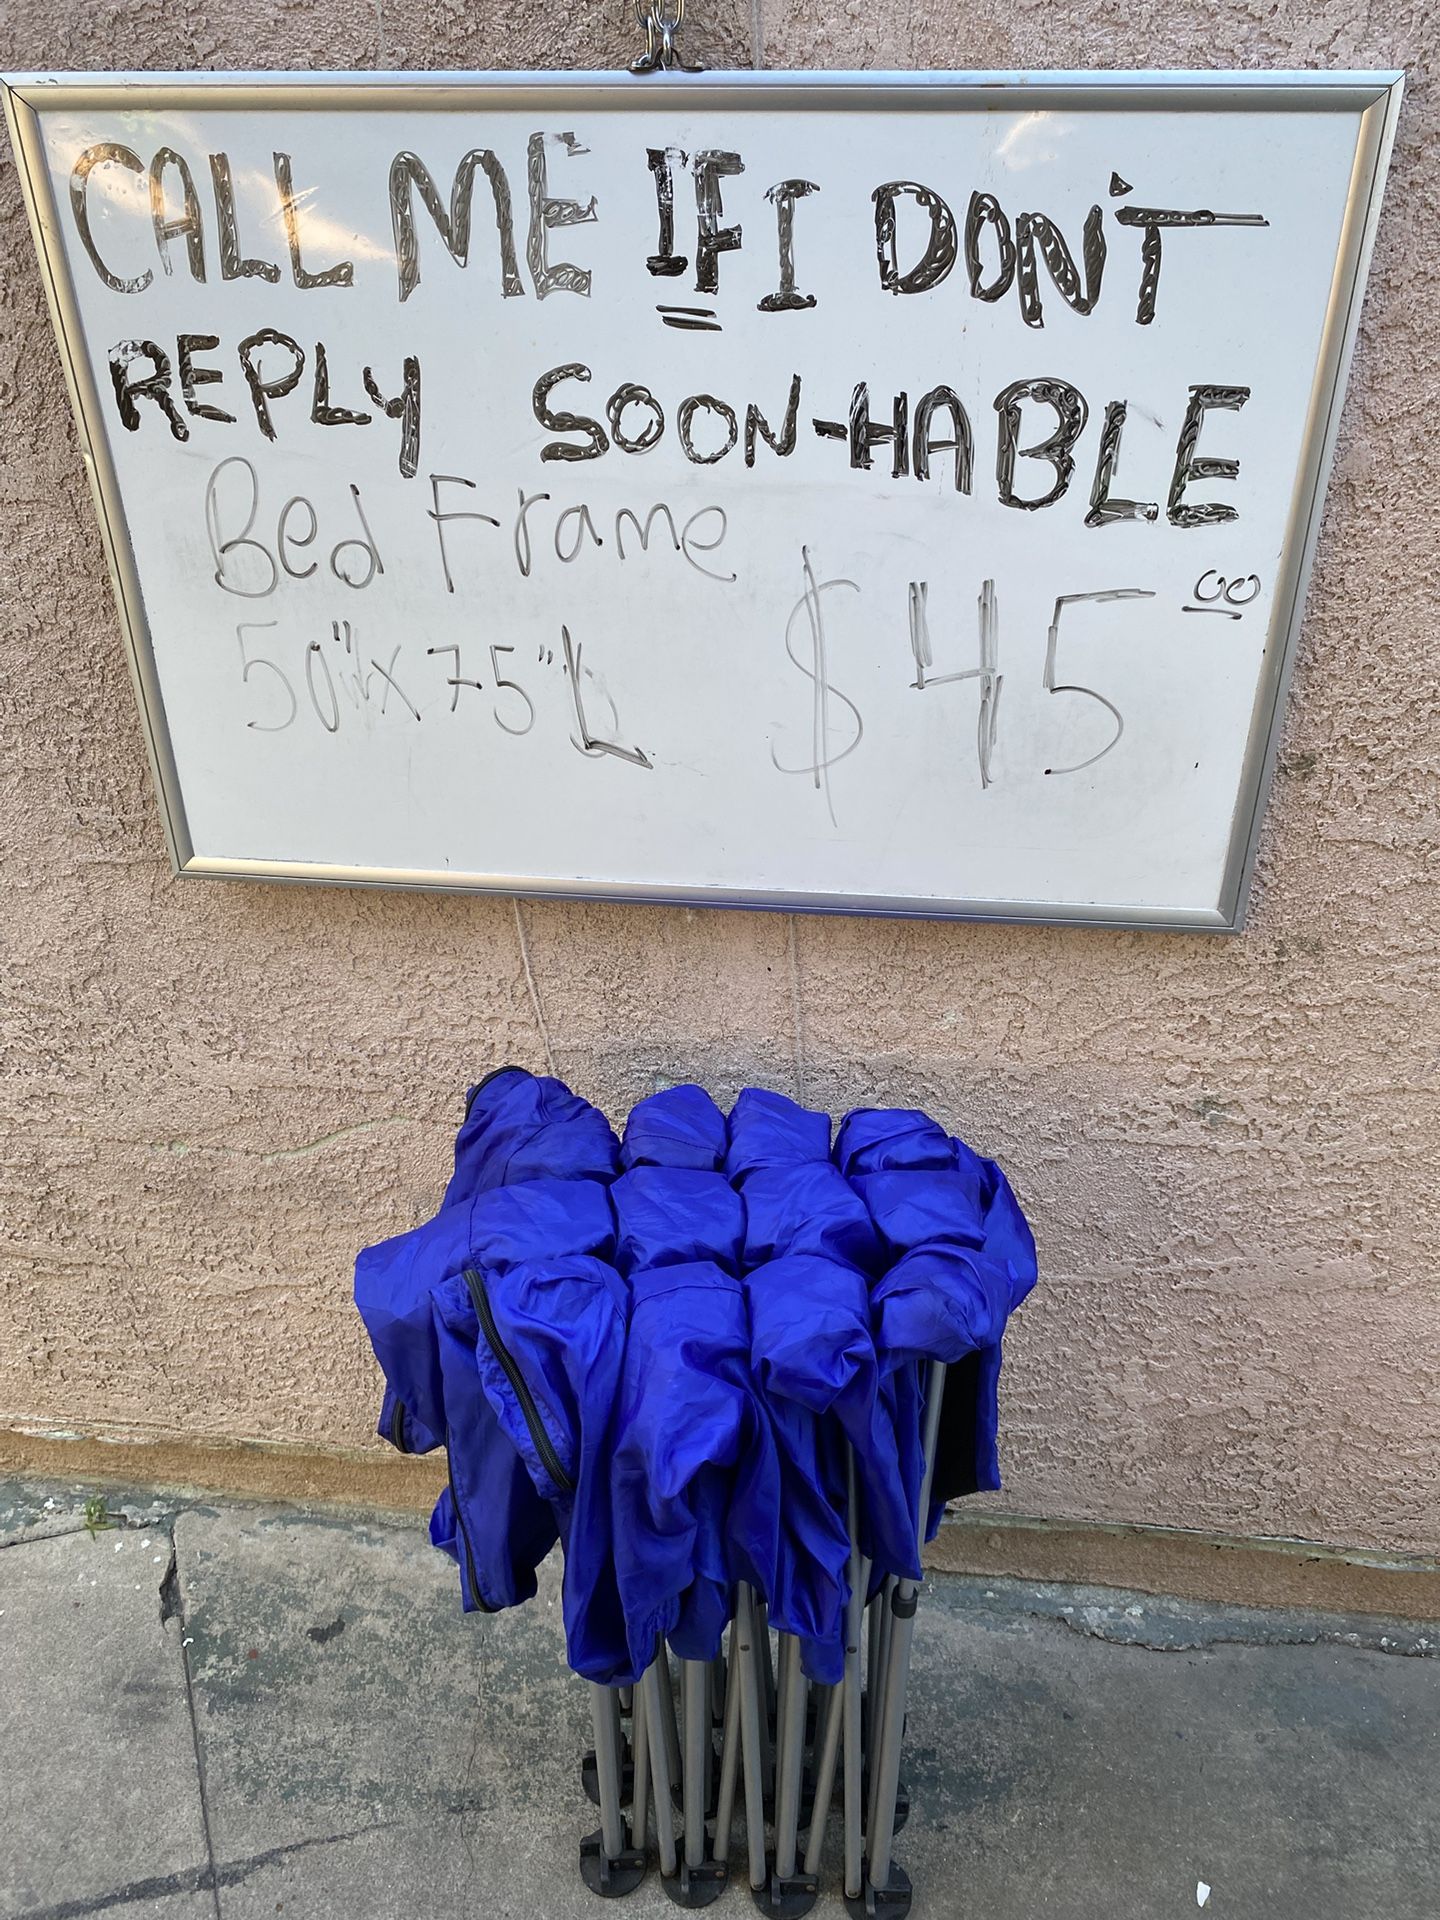 CALL ME IF I DON'T
REPLY SOON-HABLE
Bed Frame
50"x 75"L $45 00